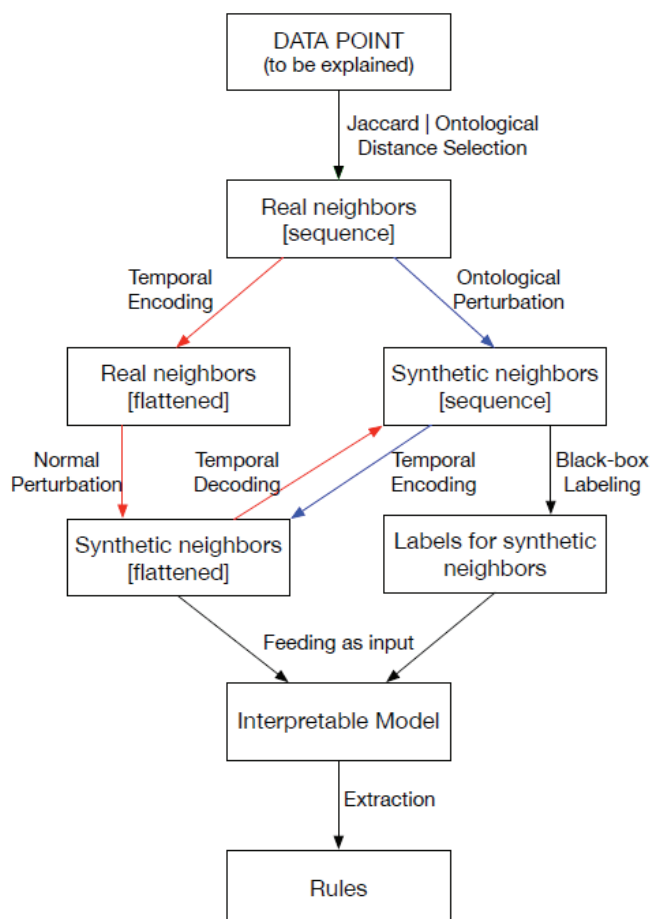 DATA POINT
(to be explained)
Jaccard | Ontological
Distance Selection
Real neighbors
[sequence]
Temporal
Encoding
Ontological
Perturbation
Real neighbors
[flattened]
Synthetic neighbors
[sequence]
Normal
Perturbation
Temporal
Decoding
Temporal
Encoding
Black-box
Labeling
Synthetic neighbors
[flattened]
Labels for synthetic
neighbors
Feeding as input
Interpretable Model
Extraction
Rules